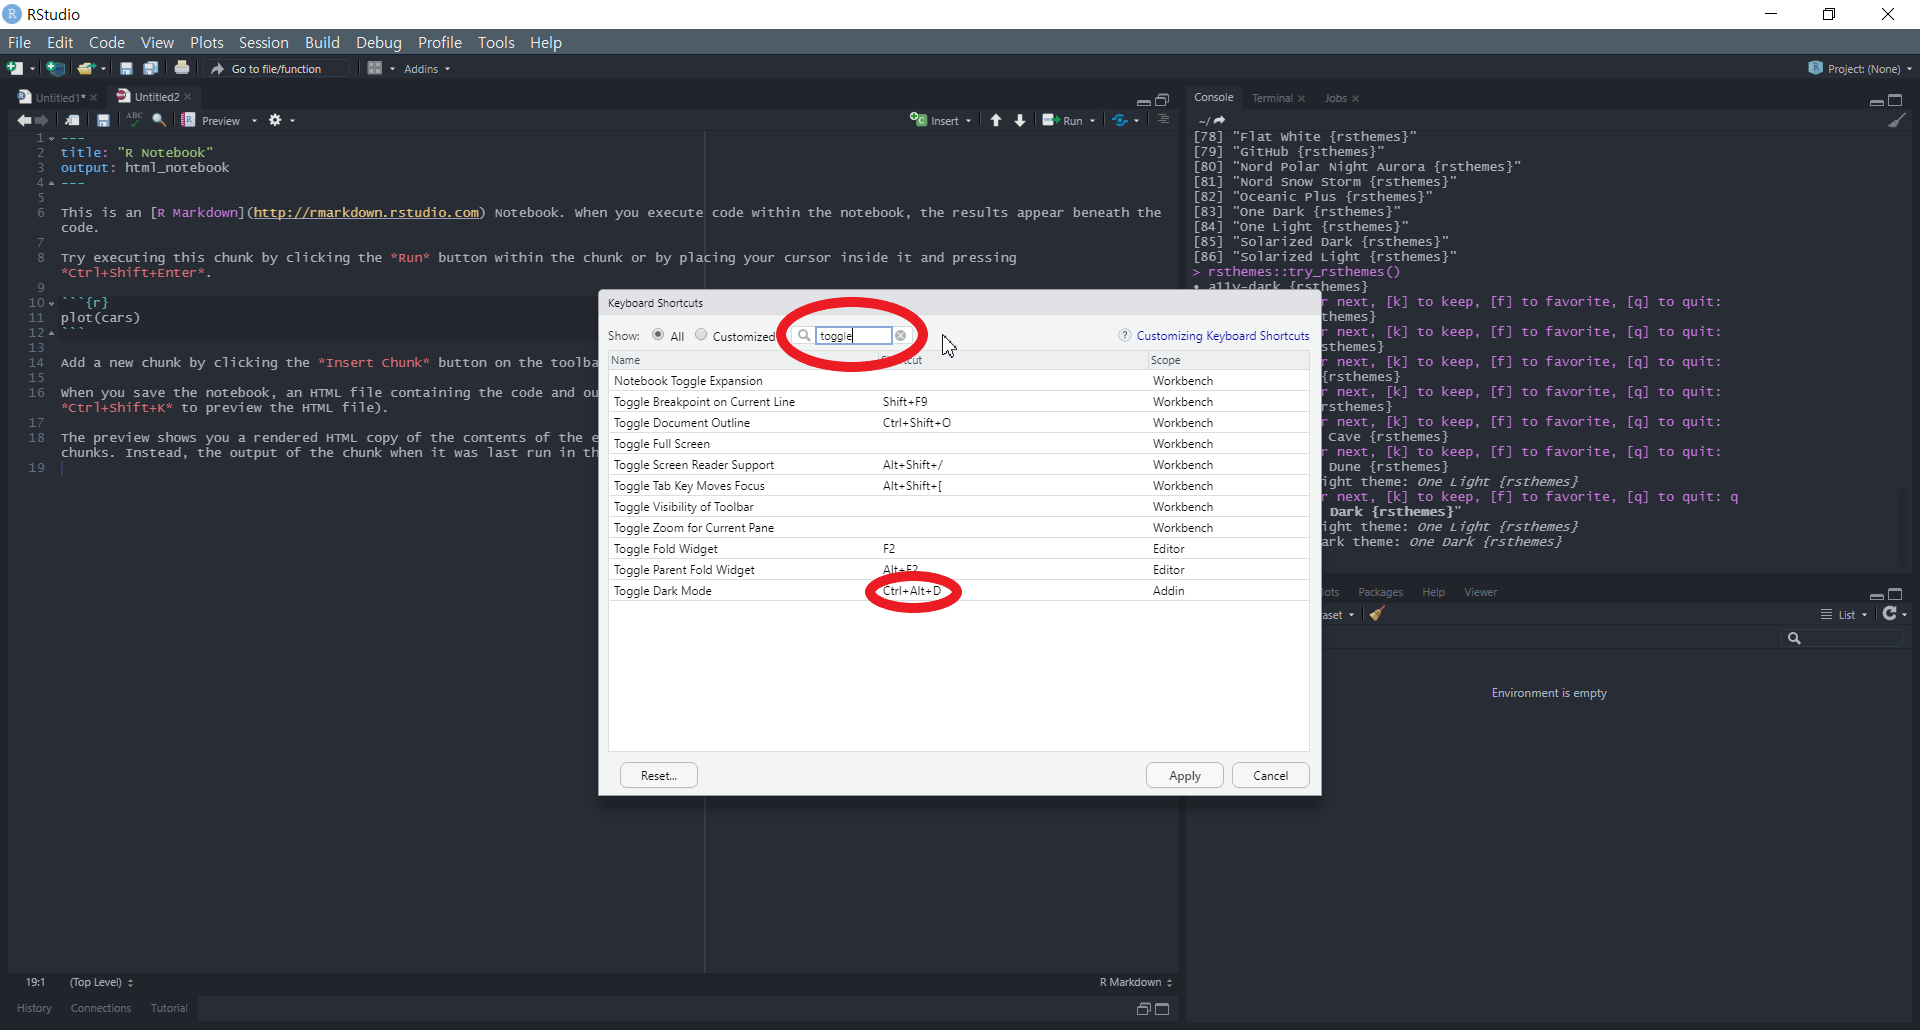 RStudio
File Edit Code View Plots Session Build Debug Profile Tools Help
Go to file/function Addins Project: (None)
Untitled1* Untitled2
ABC Preview Insert Run
1 ---
2 title: "R Notebook"
3 output: html_notebook
4 ---
5
6 This is an [R Markdown](http://rmarkdown.rstudio.com) Notebook. When you execute code within the notebook, the results appear beneath the
code.
7
8 Try executing this chunk by clicking the *Run* button within the chunk or by placing your cursor inside it and pressing
*Ctrl+Shift+Enter*.
9
10 ```{r}
11 plot(cars)
12 ```
13
14 Add a new chunk by clicking the *Insert Chunk* button on the toolba
15
16 When you save the notebook, an HTML file containing the code and ou
*Ctrl+Shift+K* to preview the HTML file).
17
18 The preview shows you a rendered HTML copy of the contents of the e
chunks. Instead, the output of the chunk when it was last run in th
19
19:1 (Top Level) R Markdown
History Connections Tutorial
Keyboard Shortcuts
Show: All Customized toggle Customizing Keyboard Shortcuts
Name Scope
Notebook Toggle Expansion Workbench
Toggle Breakpoint on Current Line Shift+F9 Workbench
Toggle Document Outline Ctrl+Shift+O Workbench
Toggle Full Screen Workbench
Toggle Screen Reader Support Alt+Shift+/ Workbench
Toggle Tab Key Moves Focus Alt+Shift+[ Workbench
Toggle Visibility of Toolbar Workbench
Toggle Zoom for Current Pane Workbench
Toggle Fold Widget F2 Editor
Toggle Parent Fold Widget Alt+F2 Editor
Toggle Dark Mode Ctrl+Alt+D Addin
Reset... Apply Cancel
Console Terminal Jobs
~/
[78] "Flat White {rsthemes}"
[79] "GitHub {rsthemes}"
[80] "Nord Polar Night Aurora {rsthemes}"
[81] "Nord Snow Storm {rsthemes}"
[82] "Oceanic Plus {rsthemes}"
[83] "One Dark {rsthemes}"
[84] "One Light {rsthemes}"
[85] "Solarized Dark {rsthemes}"
[86] "Solarized Light {rsthemes}"
> rsthemes::try_rsthemes()
• a11y-dark {rsthemes}
r next, [k] to keep, [f] to favorite, [q] to quit:
themes}
r next, [k] to keep, [f] to favorite, [q] to quit:
sthemes}
r next, [k] to keep, [f] to favorite, [q] to quit:
{rsthemes}
r next, [k] to keep, [f] to favorite, [q] to quit:
rsthemes}
r next, [k] to keep, [f] to favorite, [q] to quit:
Cave {rsthemes}
r next, [k] to keep, [f] to favorite, [q] to quit:
Dune {rsthemes}
ight theme: One Light {rsthemes}
r next, [k] to keep, [f] to favorite, [q] to quit: q
Dark {rsthemes}"
ight theme: One Light {rsthemes}
ark theme: One Dark {rsthemes}
lots Packages Help Viewer
aset List
Environment is empty